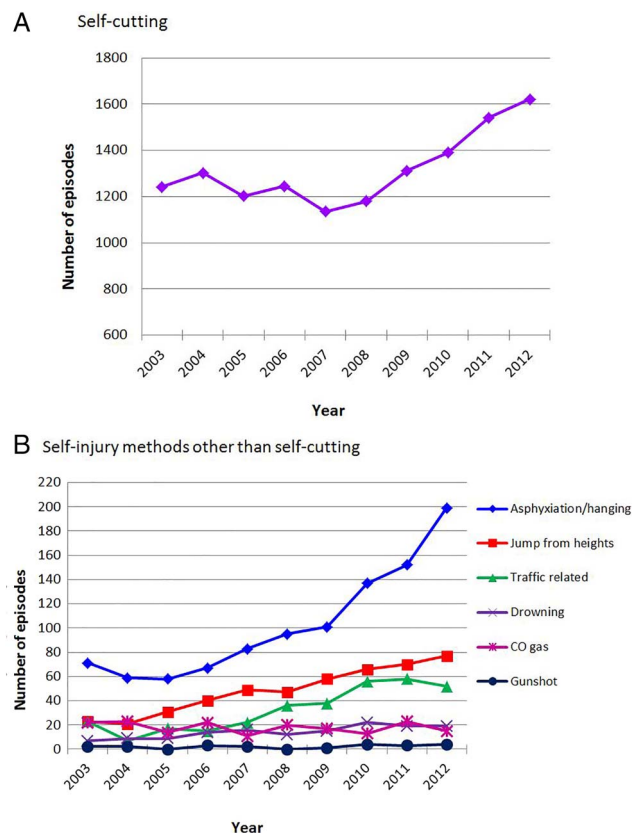 A
Self-cutting
1800
1600
1400
1200
1000
800
600
Number of episodes
2003
2004
2005
2006
2007
2008
2009
2010
2011
2012
Year
B
Self-injury methods other than self-cutting
220
200
180
160
140
120
100
80
60
40
20
0
Number of episodes
2003
2004
2005
2006
2007
2008
2009
2010
2011
2012
Year
Asphyxiation/hanging
Jump from heights
Traffic related
Drowning
CO gas
Gunshot